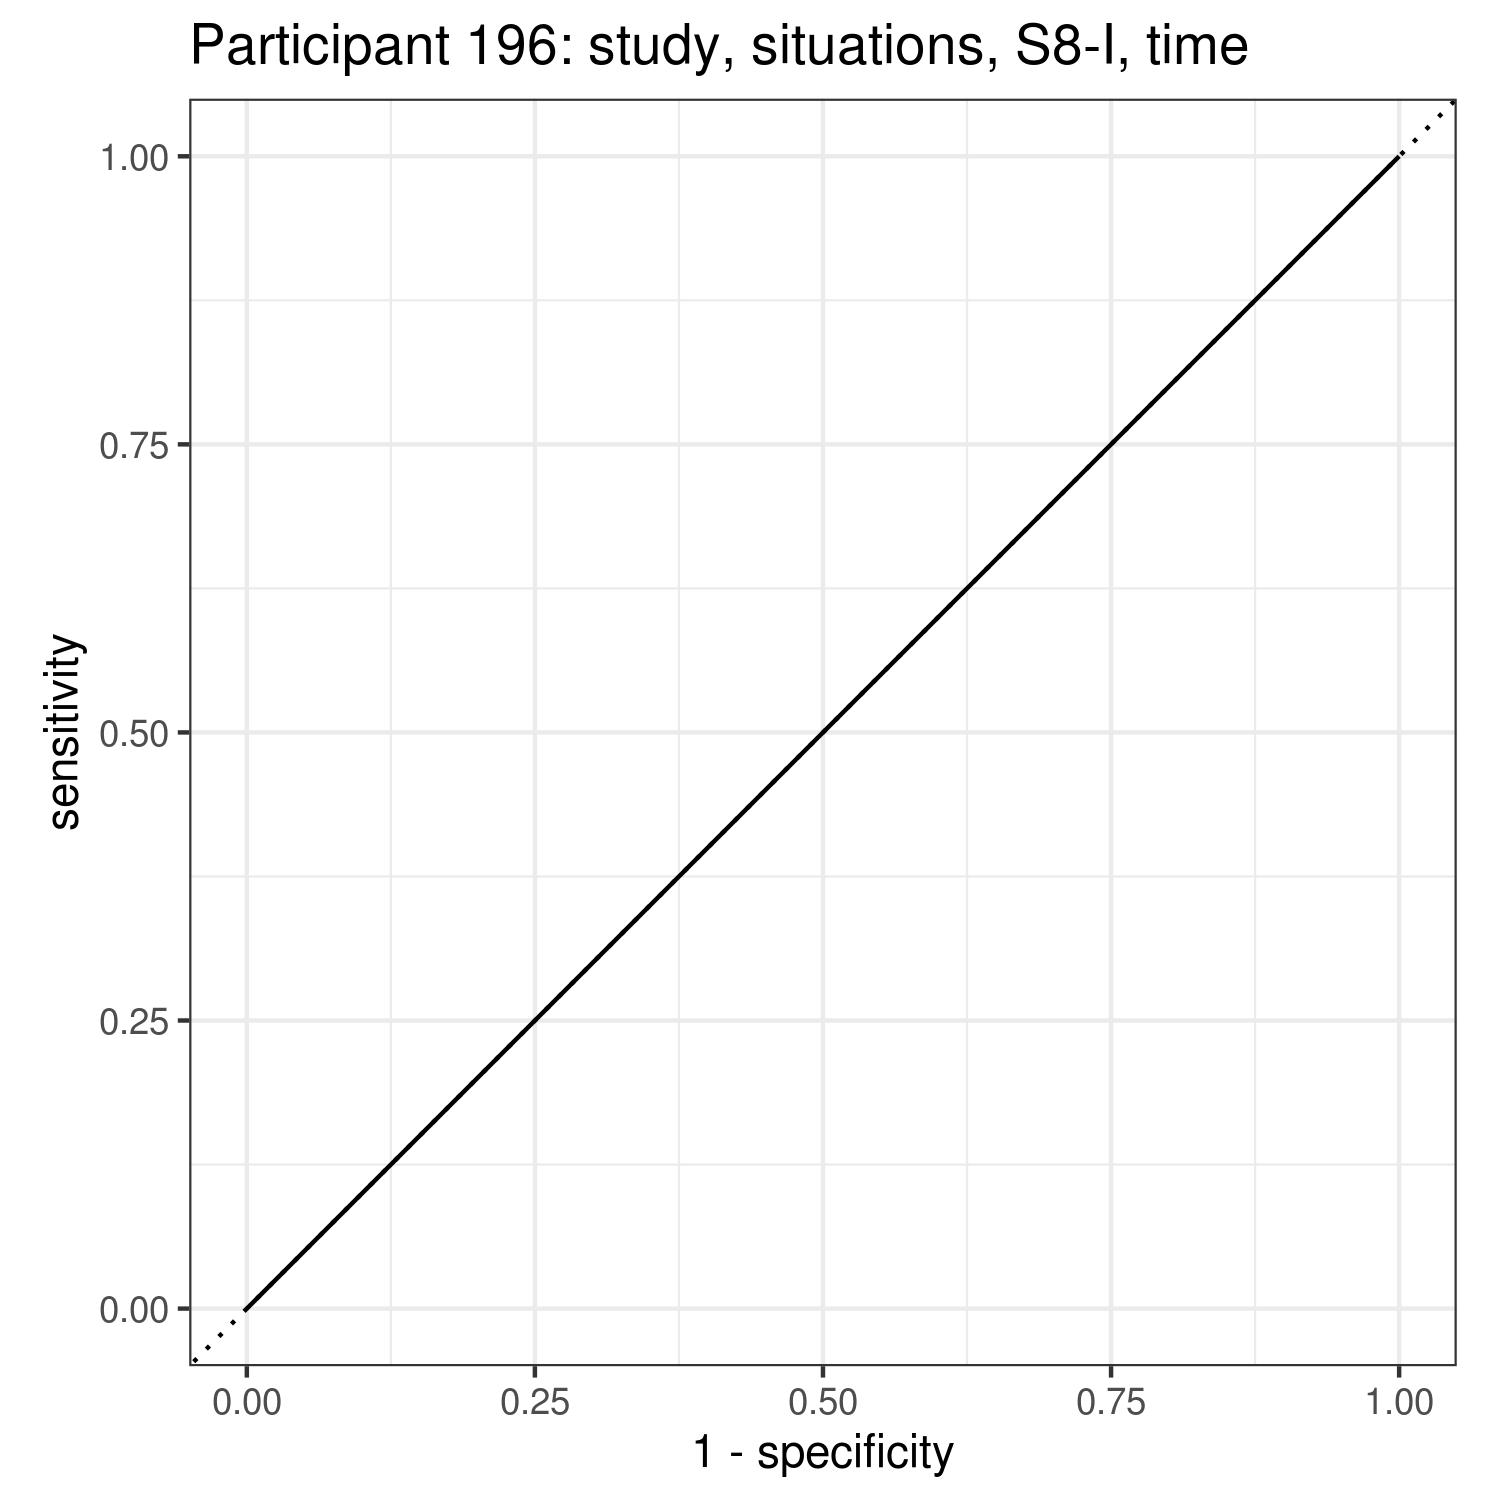 Participant 196: study, situations, S8-I, time
1.00
0.75
0.50
0.25
0.00
sensitivity
0.00 0.25 0.50 0.75 1.00
1 - specificity